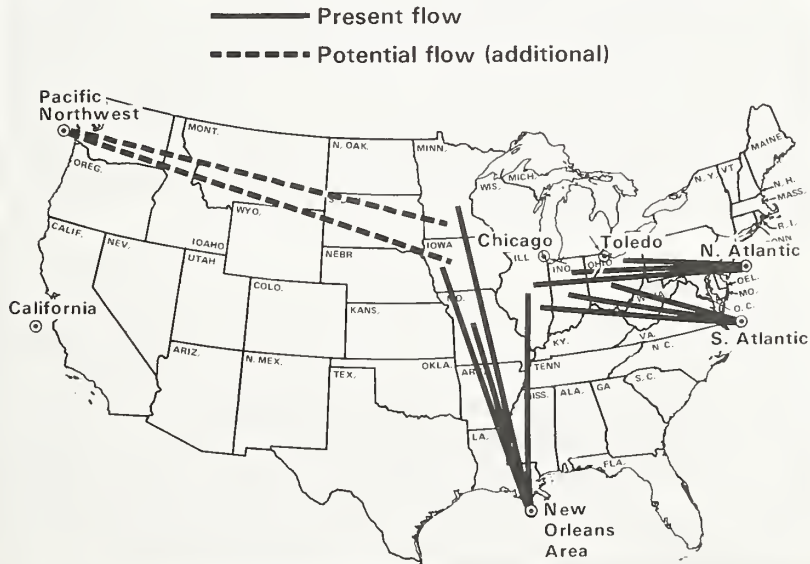 Present flow
Potential flow (additional)
Pacific
Northwest
MONT.
N. OAK.
MINN.
MAINE
OREG.
WIS.
MICH.
N.Y.
VT
N.H.
MASS.
R.I.
CONN
WYO.
IOAHO
CALIF.
NEV.
UTAH
NEBR
IOWA
Chicago
ILL
INO.
OHIO
Toledo
N. Atlantic
OEL.
MO.
O.C.
S. Atlantic
California
COLO.
KANS.
MO.
KY.
W
VA.
N.C.
ARIZ.
N. MEX.
OKLA.
TEX.
TENN
S.C.
MISS.
ALA.
GA
LA.
FLA.
New
Orleans
Area